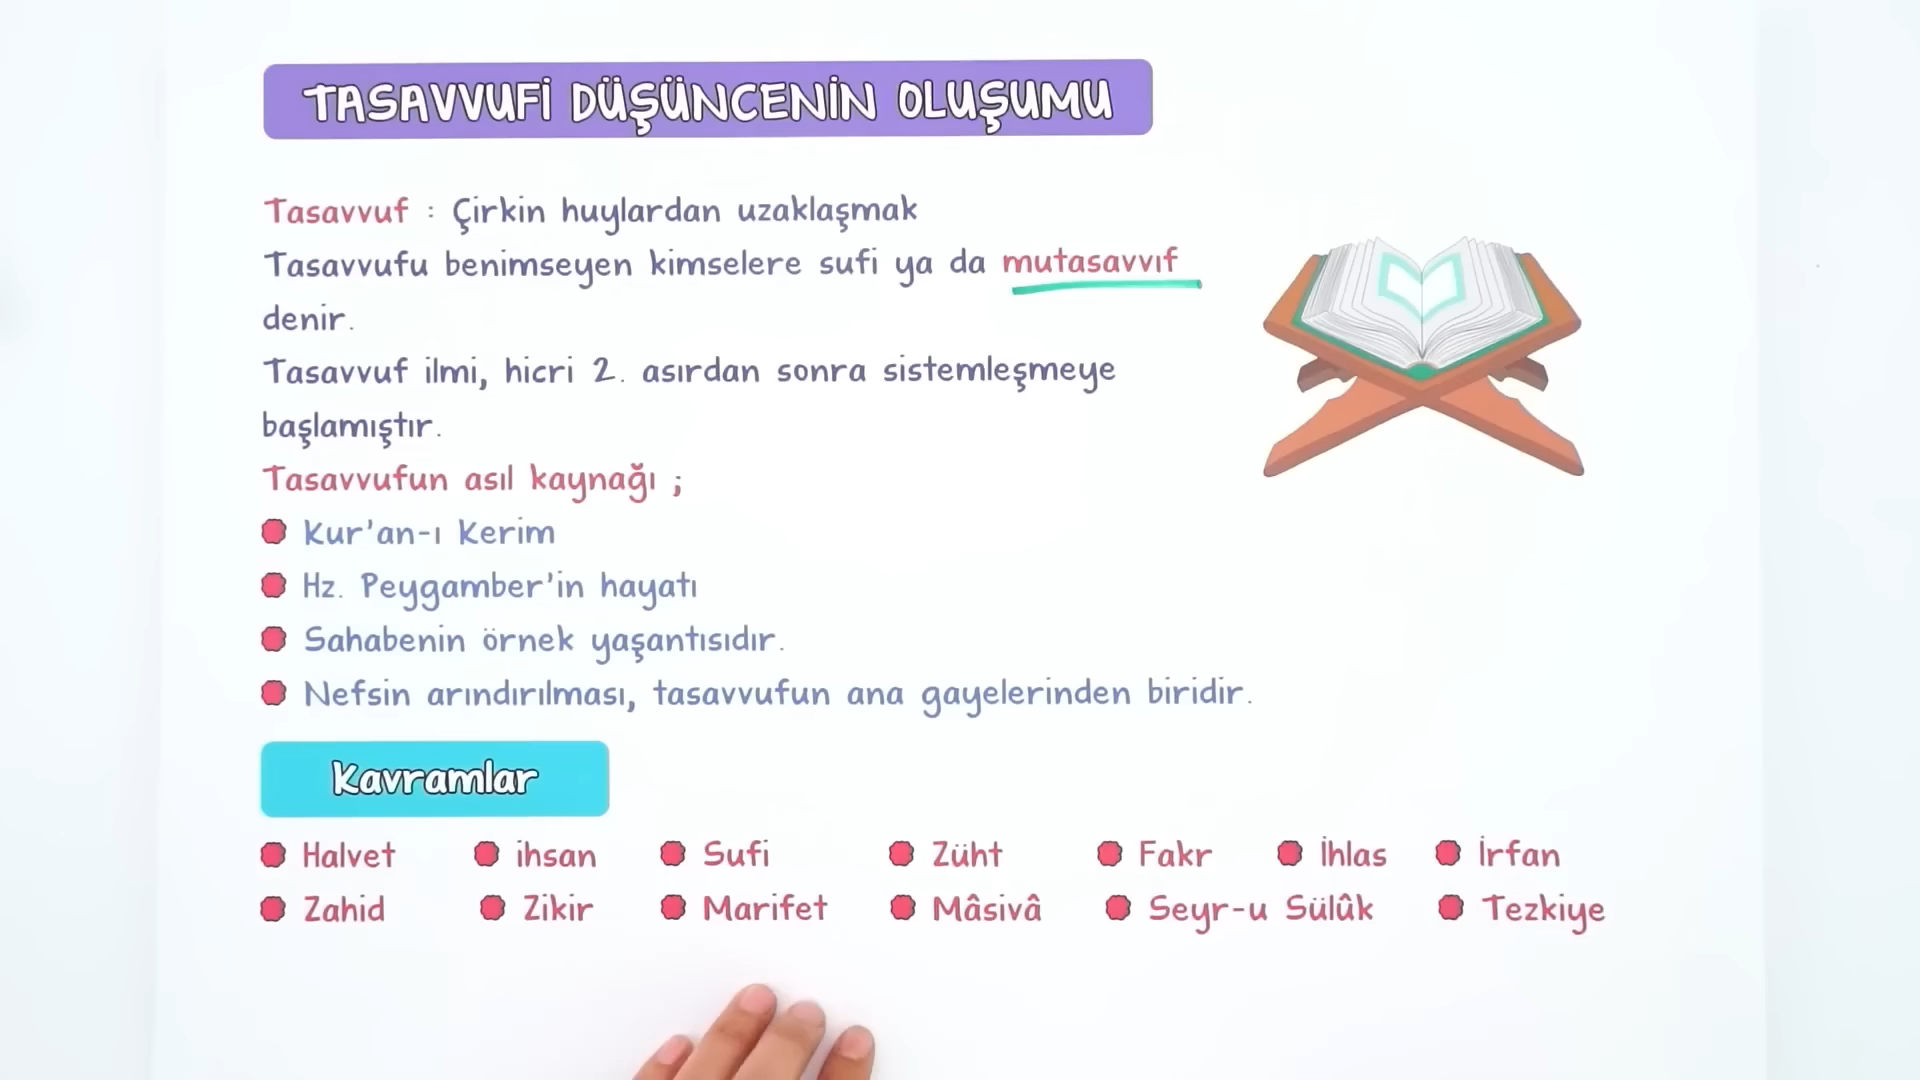 TASAVVUFİ DÜŞÜNCENİN OLUŞUMU
Tasavvuf : Çirkin huylardan uzaklaşmak
Tasavvufu benimseyen kimselere sufi ya da mutasavvıf
denir.
Tasavvuf ilmi, hicri 2. asırdan sonra sistemleşmeye
başlamıştır.
Tasavvufun asıl kaynağı ;
Kur'an-ı Kerim
Hz. Peygamber'in hayatı
Sahabenin örnek yaşantısıdır.
Nefsin arındırılması, tasavvufun ana gayelerinden biridir.
Kavramlar
Halvet ihsan Sufi Züht Fakr İhlas İrfan
Zahid Zikir Marifet Mâsivâ Seyr-u Sülûk Tezkiye